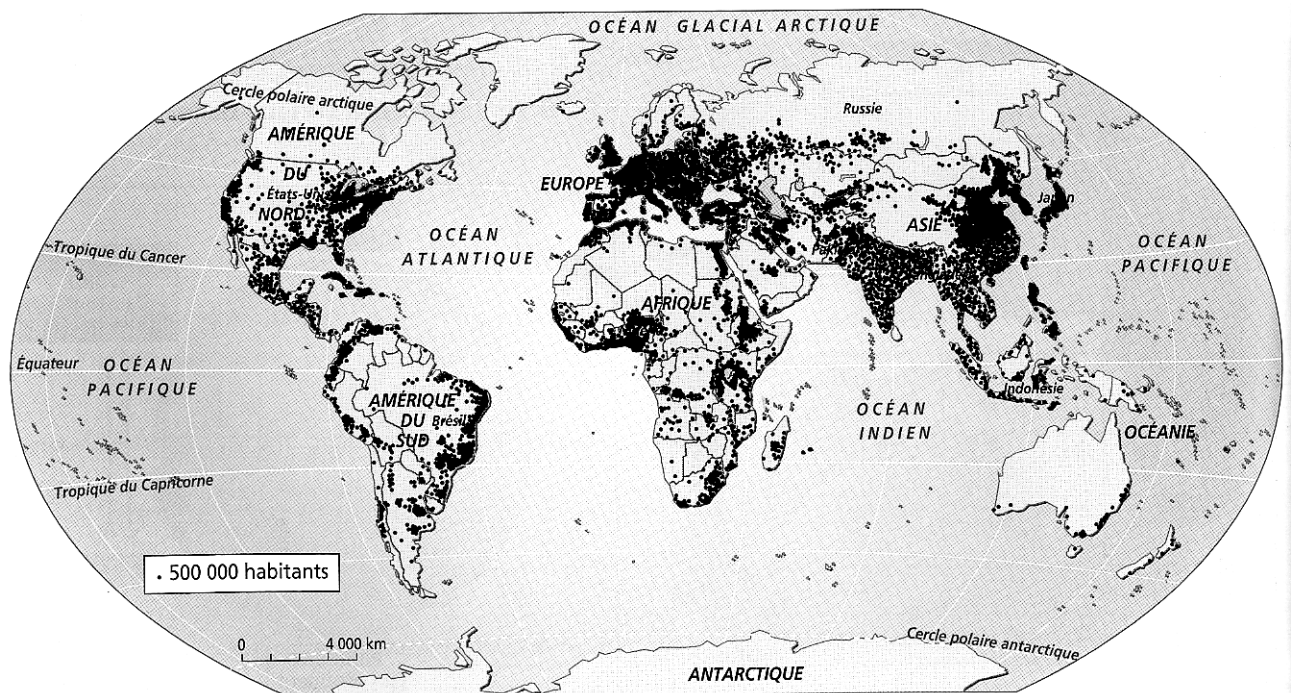 OCÉAN GLACIAL ARCTIQUE
Cercle polaire arctique
Russie
AMÉRIQUE
DU
États-Un
NORD
EUROPE
ASIE
Japon
OCÉAN
ATLANTIQUE
OCÉAN
PACIFIQUE
Tropique du Cancer
AFRIQUE
Équateur
OCÉAN
PACIFIQUE
AMÉRIQUE
DU Brésil
SUD
Indonésie
OCÉAN
INDIEN
OCÉANIE
Tropique du Capricorne
. 500 000 habitants
0 4 000 km
Cercle polaire antarctique
ANTARCTIQUE